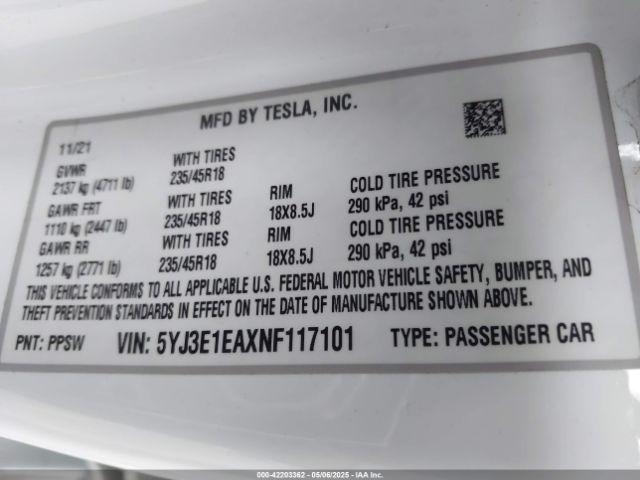 MFD BY TESLA, INC.
11/21
GVWR WITH TIRES
2137 kg (4711 lb) 235/45R18 RIM COLD TIRE PRESSURE
GAWR FRT WITH TIRES 18X8.5J 290 kPa, 42 psi
1110 kg (2447 lb) 235/45R18 RIM COLD TIRE PRESSURE
GAWR RR WITH TIRES 18X8.5J 290 kPa, 42 psi
1257 kg (2771 lb) 235/45R18
THIS VEHICLE CONFORMS TO ALL APPLICABLE U.S. FEDERAL MOTOR VEHICLE SAFETY, BUMPER, AND
THEFT PREVENTION STANDARDS IN EFFECT ON THE DATE OF MANUFACTURE SHOWN ABOVE.
PNT: PPSW VIN: 5YJ3E1EAXNF117101 TYPE: PASSENGER CAR
000-42203362 - 05/06/2025 - IAA Inc.